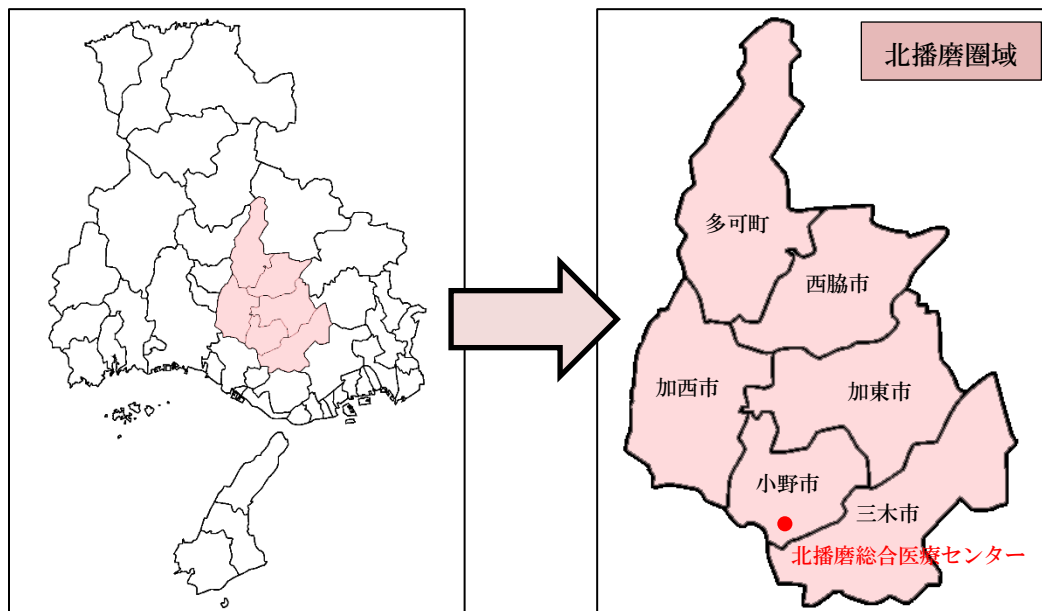 北播磨圏域
多可町
西脇市
加西市
加東市
小野市
三木市
北播磨総合医療センター